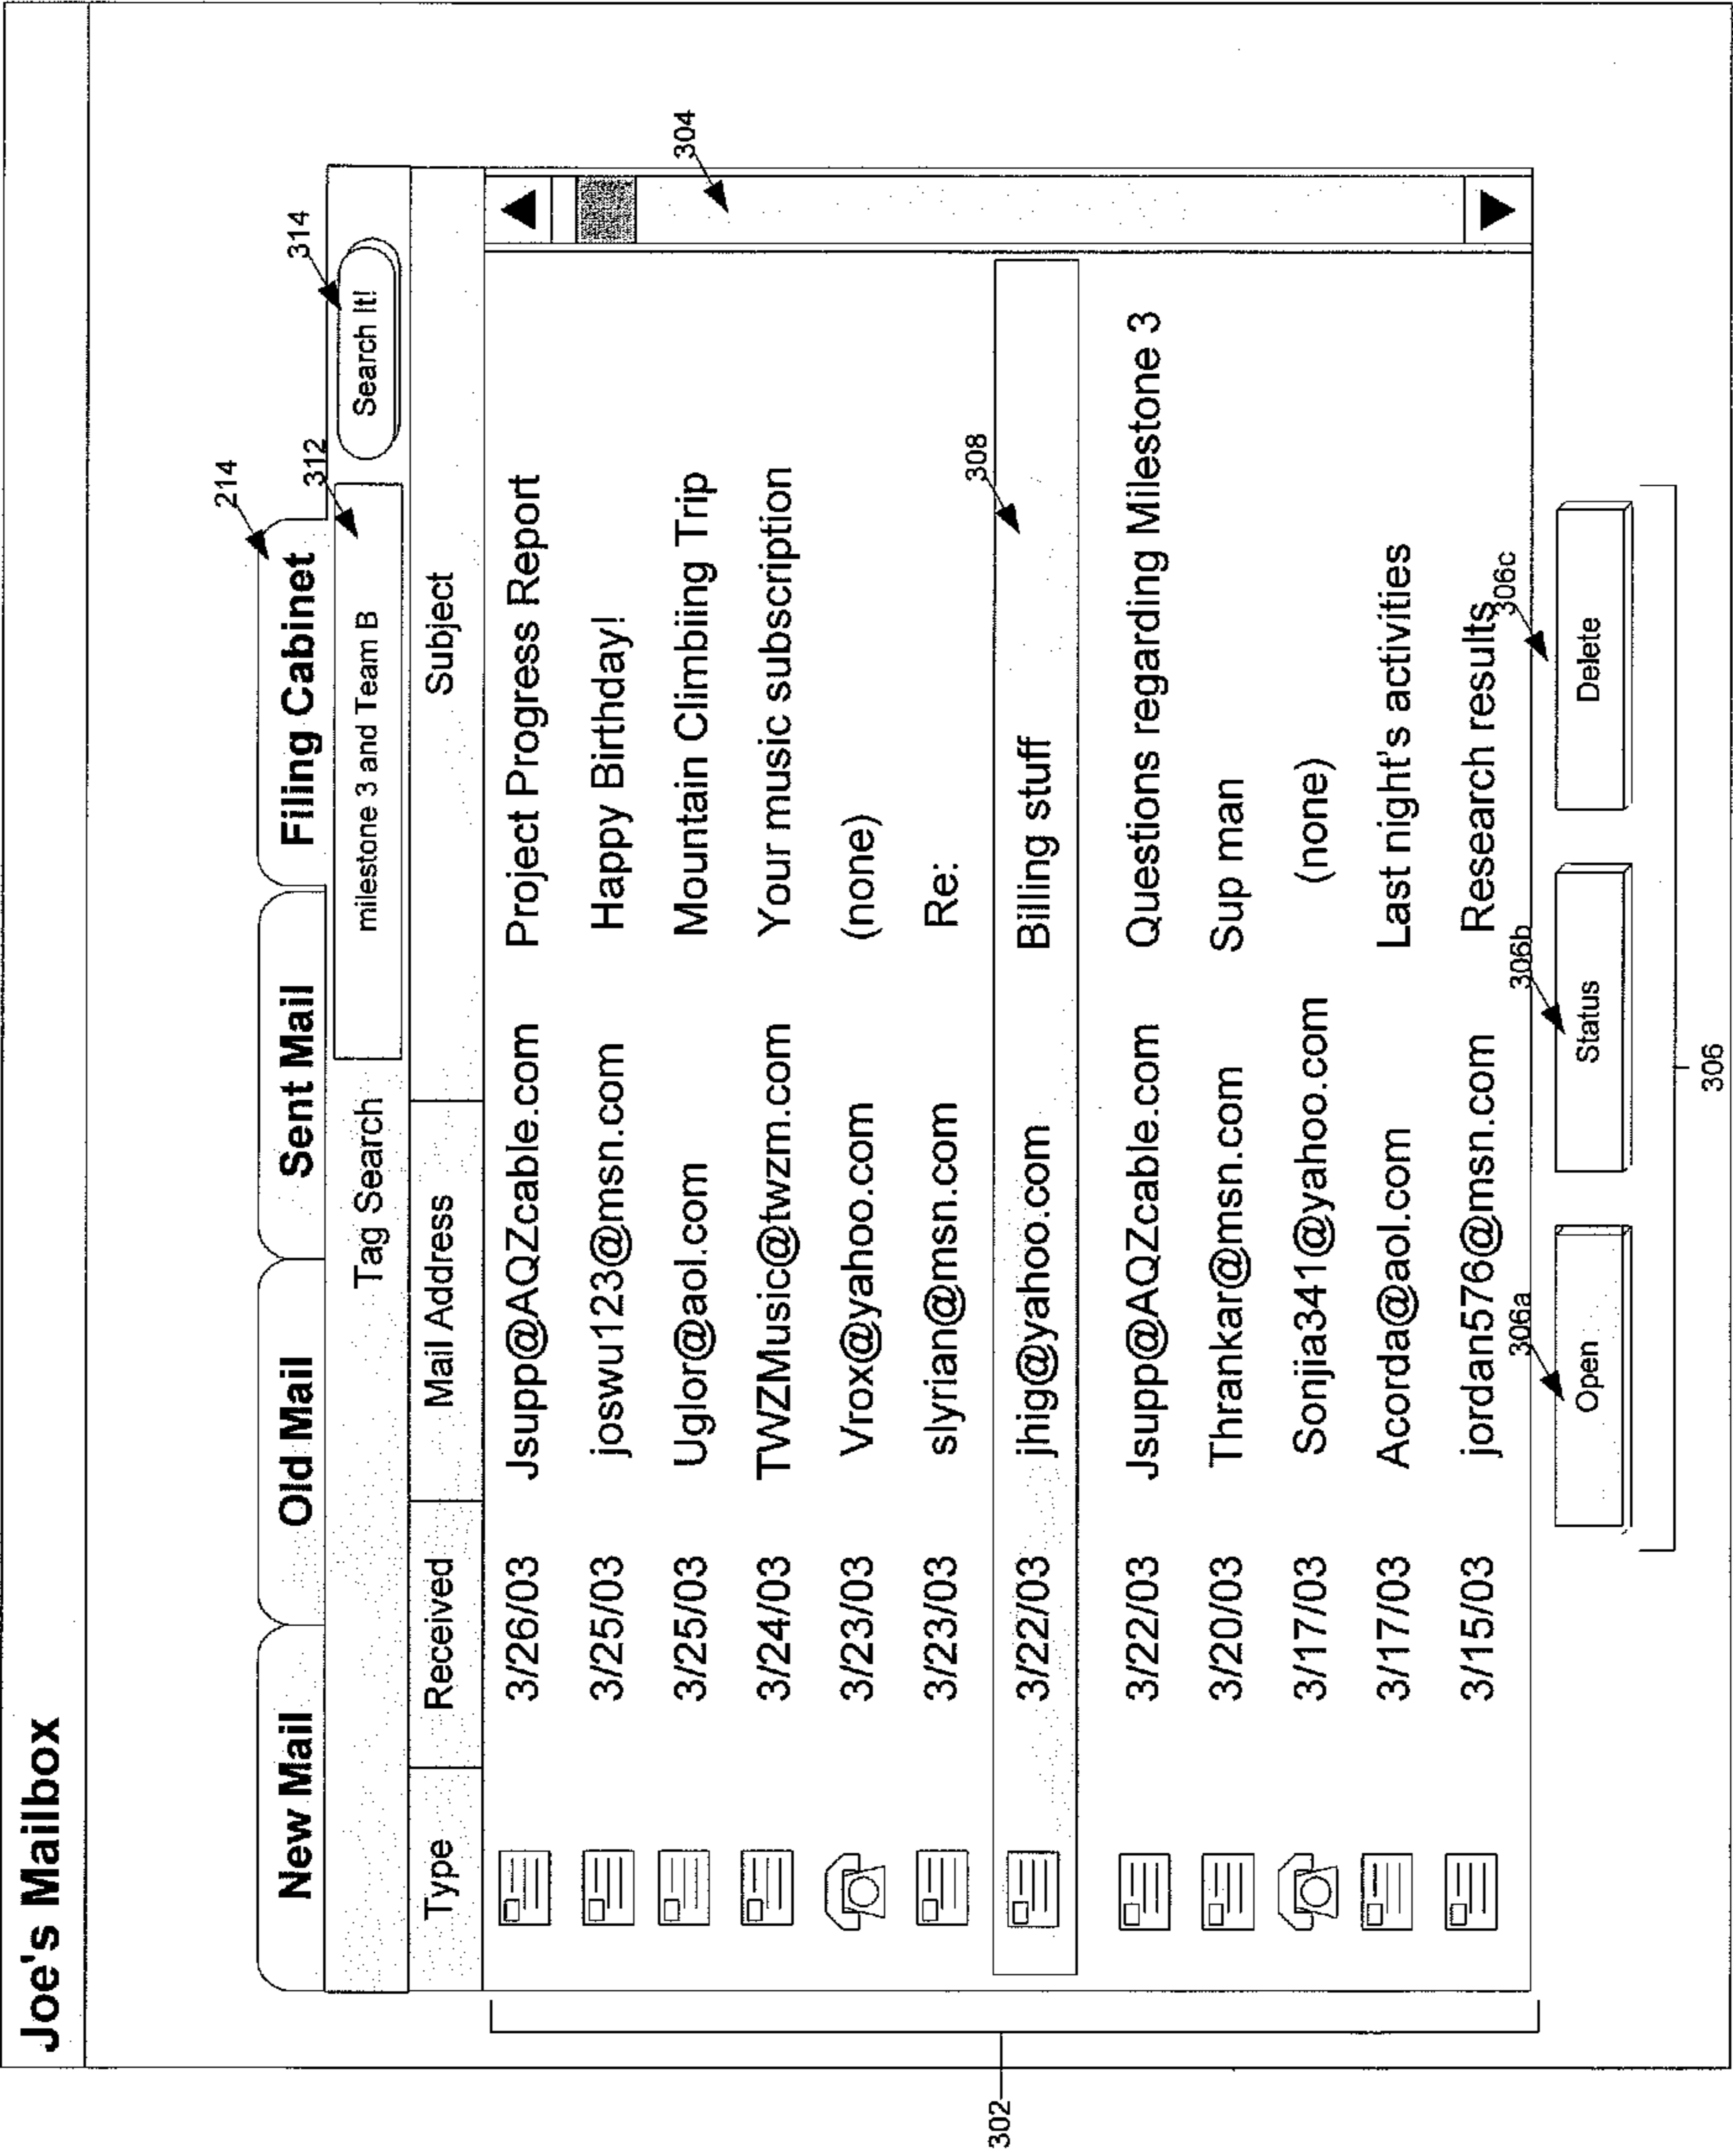 Joe's Mailbox
214
New Mail Old Mail Sent Mail Filing Cabinet
312 314
Tag Search milestone 3 and Team B Search It!
Type Received Mail Address Subject
3/26/03 Jsupp@AQZcable.com Project Progress Report
3/25/03 joswu123@msn.com Happy Birthday!
3/25/03 Uglor@aol.com Mountain Climbiing Trip
304
3/24/03 TWZMusic@twzm.com Your music subscription
3/23/03 Vrox@yahoo.com (none)
3/23/03 slyrian@msn.com Re:
308
302
3/22/03 jhig@yahoo.com Billing stuff
3/22/03 Jsupp@AQZcable.com Questions regarding Milestone 3
3/20/03 Thrankar@msn.com Sup man
3/17/03 Sonjia341@yahoo.com (none)
3/17/03 Acorda@aol.com Last night's activities
3/15/03 jordan576@msn.com Research results
306a 306b 306c
Open Status Delete
306